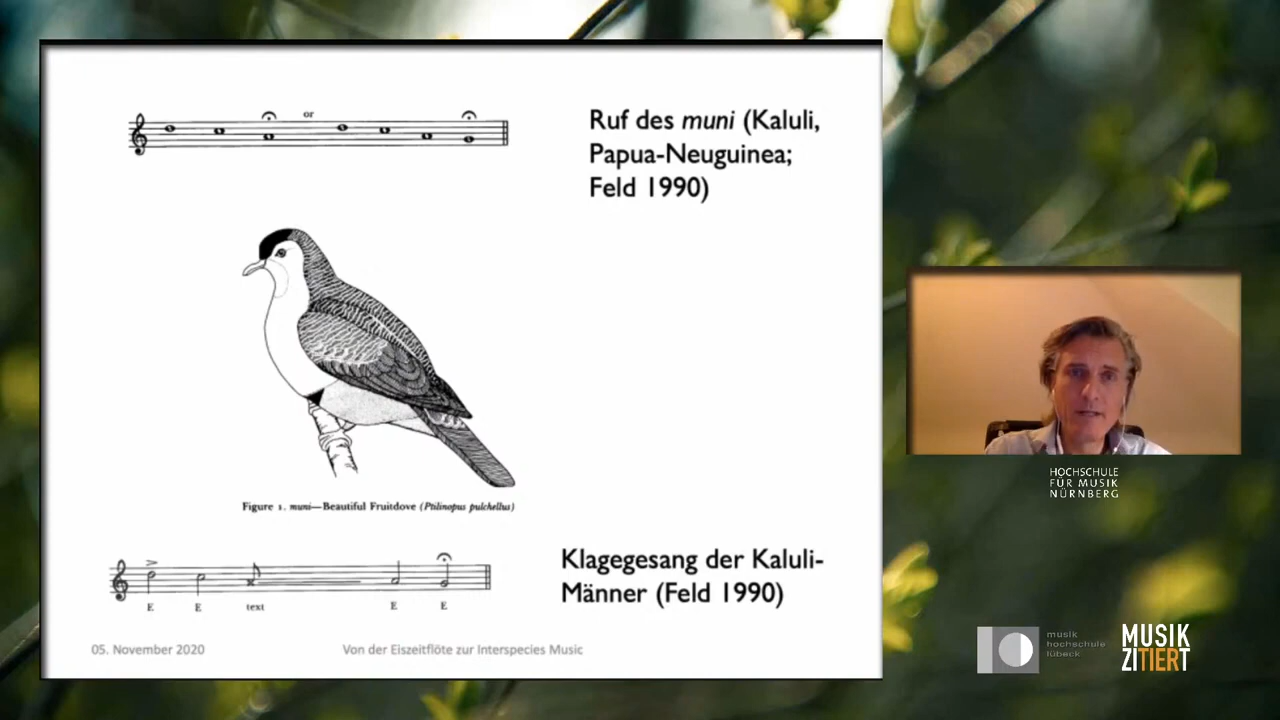 or
Ruf des muni (Kaluli,
Papua-Neuguinea;
Feld 1990)
Figure 1. muni—Beautiful Fruitdove (Ptilinopus pulchellus)
Klagegesang der Kaluli-
Männer (Feld 1990)
E E text E E
05. November 2020
Von der Eiszeitflöte zur Interspecies Music
HOCHSCHULE
FÜR MUSIK
NÜRNBERG
musik
hochschule
lübeck
MUSIK
ZITIERT